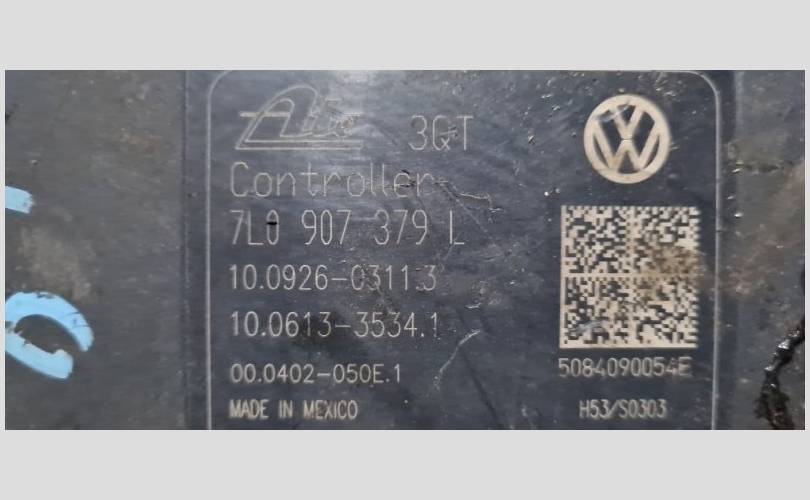 Ate 3QT
Controller
7L0 907 379 L
10.0926-0311.3
10.0613-3534.1
00.0402-050E.1
5084090054E
MADE IN MEXICO
H53/S0303